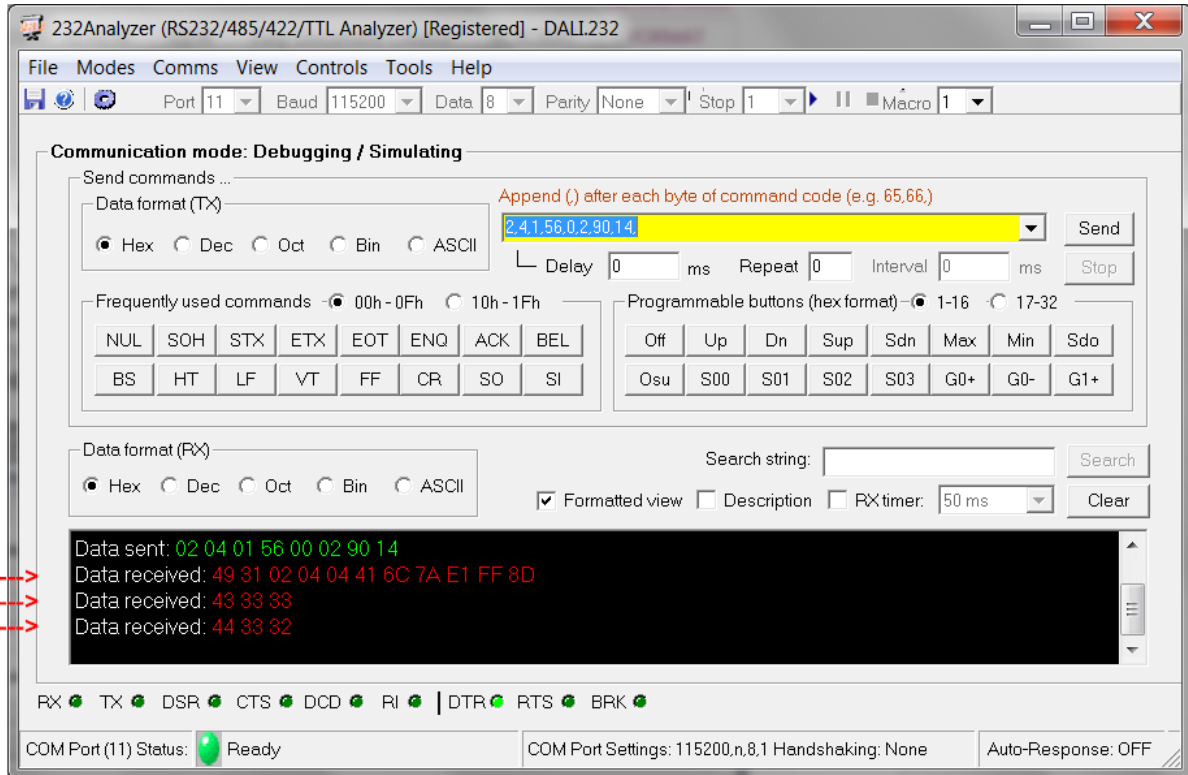 232Analyzer (RS232/485/422/TTL Analyzer) [Registered] - DALI.232
File Modes Comms View Controls Tools Help
Port 11 Baud 115200 Data 8 Parity None Stop 1 Macro 1
Communication mode: Debugging / Simulating
Send commands ...
Data format (TX)
Append (,) after each byte of command code (e.g. 65,66,)
2,4,1,56,0,2,90,14,
Send
Hex Dec Oct Bin ASCII
Delay 0 ms Repeat 0 Interval 0 ms Stop
Frequently used commands 00h - 0Fh 10h - 1Fh
Programmable buttons (hex format) 1-16 17-32
NUL SOH STX ETX EOT ENQ ACK BEL
Off Up Dn Sup Sdn Max Min Sdo
BS HT LF VT FF CR SO SI
Osu S00 S01 S02 S03 G0+ G0- G1+
Data format (RX)
Search string: Search
Hex Dec Oct Bin ASCII
Formatted view Description RX timer: 50 ms Clear
Data sent: 02 04 01 56 00 02 90 14
Data received: 49 31 02 04 04 41 6C 7A E1 FF 8D
Data received: 43 33 33
Data received: 44 33 32
RX TX DSR CTS DCD RI DTR RTS BRK
COM Port (11) Status: Ready
COM Port Settings: 115200,n,8,1 Handshaking: None
Auto-Response: OFF